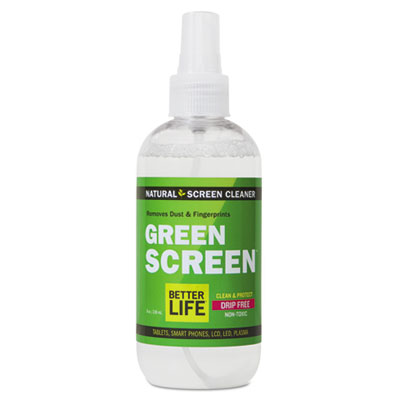 NATURAL SCREEN CLEANER
Removes Dust & Fingerprints
GREEN
SCREEN
BETTER
LIFE
CLEAN & PROTECT
DRIP FREE
NON-TOXIC
TABLETS, SMART PHONES, LCD, LED, PLASMA